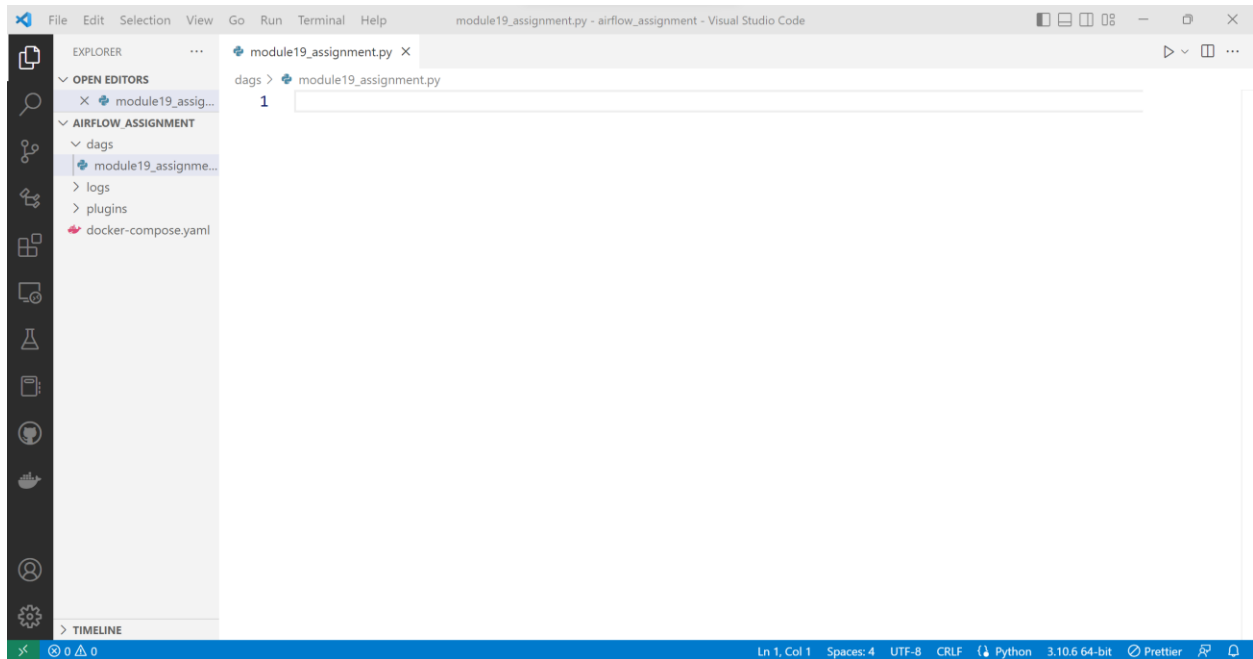 File Edit Selection View Go Run Terminal Help
module19_assignment.py - airflow_assignment - Visual Studio Code
EXPLORER
OPEN EDITORS
module19_assig...
AIRFLOW_ASSIGNMENT
dags
module19_assignme...
logs
plugins
docker-compose.yaml
TIMELINE
module19_assignment.py
dags > module19_assignment.py
1
0 0
Ln 1, Col 1 Spaces: 4 UTF-8 CRLF Python 3.10.6 64-bit Prettier